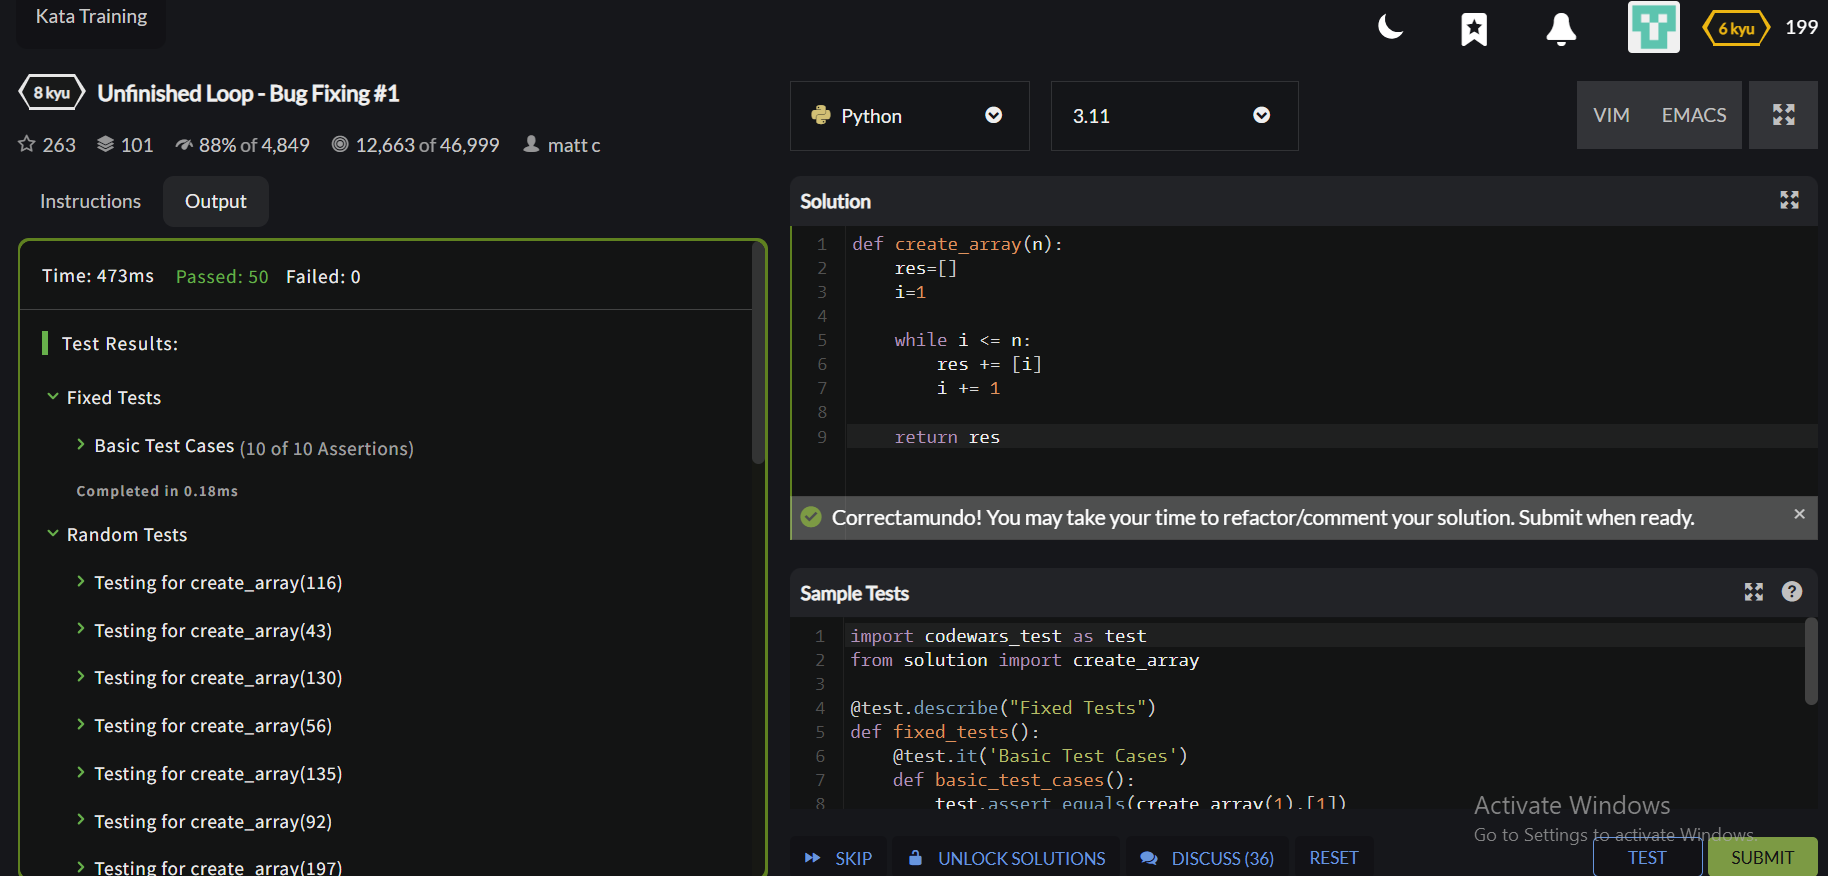 Kata Training
6 kyu 199
8 kyu Unfinished Loop - Bug Fixing #1
263 101 88% of 4,849 12,663 of 46,999 matt c
Instructions Output
Time: 473ms Passed: 50 Failed: 0
Test Results:
Fixed Tests
Basic Test Cases (10 of 10 Assertions)
Completed in 0.18ms
Random Tests
Testing for create_array(116)
Testing for create_array(43)
Testing for create_array(130)
Testing for create_array(56)
Testing for create_array(135)
Testing for create_array(92)
Testing for create_array(197)
Python 3.11 VIM EMACS
Solution
1 def create_array(n):
2     res=[]
3     i=1
4
5     while i <= n:
6         res += [i]
7         i += 1
8
9     return res
Correctamundo! You may take your time to refactor/comment your solution. Submit when ready. ×
Sample Tests ?
1 import codewars_test as test
2 from solution import create_array
3
4 @test.describe("Fixed Tests")
5 def fixed_tests():
6     @test.it('Basic Test Cases')
7     def basic_test_cases():
8         test.assert_equals(create_array(1),[1])
Activate Windows
Go to Settings to activate Windows.
SKIP UNLOCK SOLUTIONS DISCUSS (36) RESET TEST SUBMIT